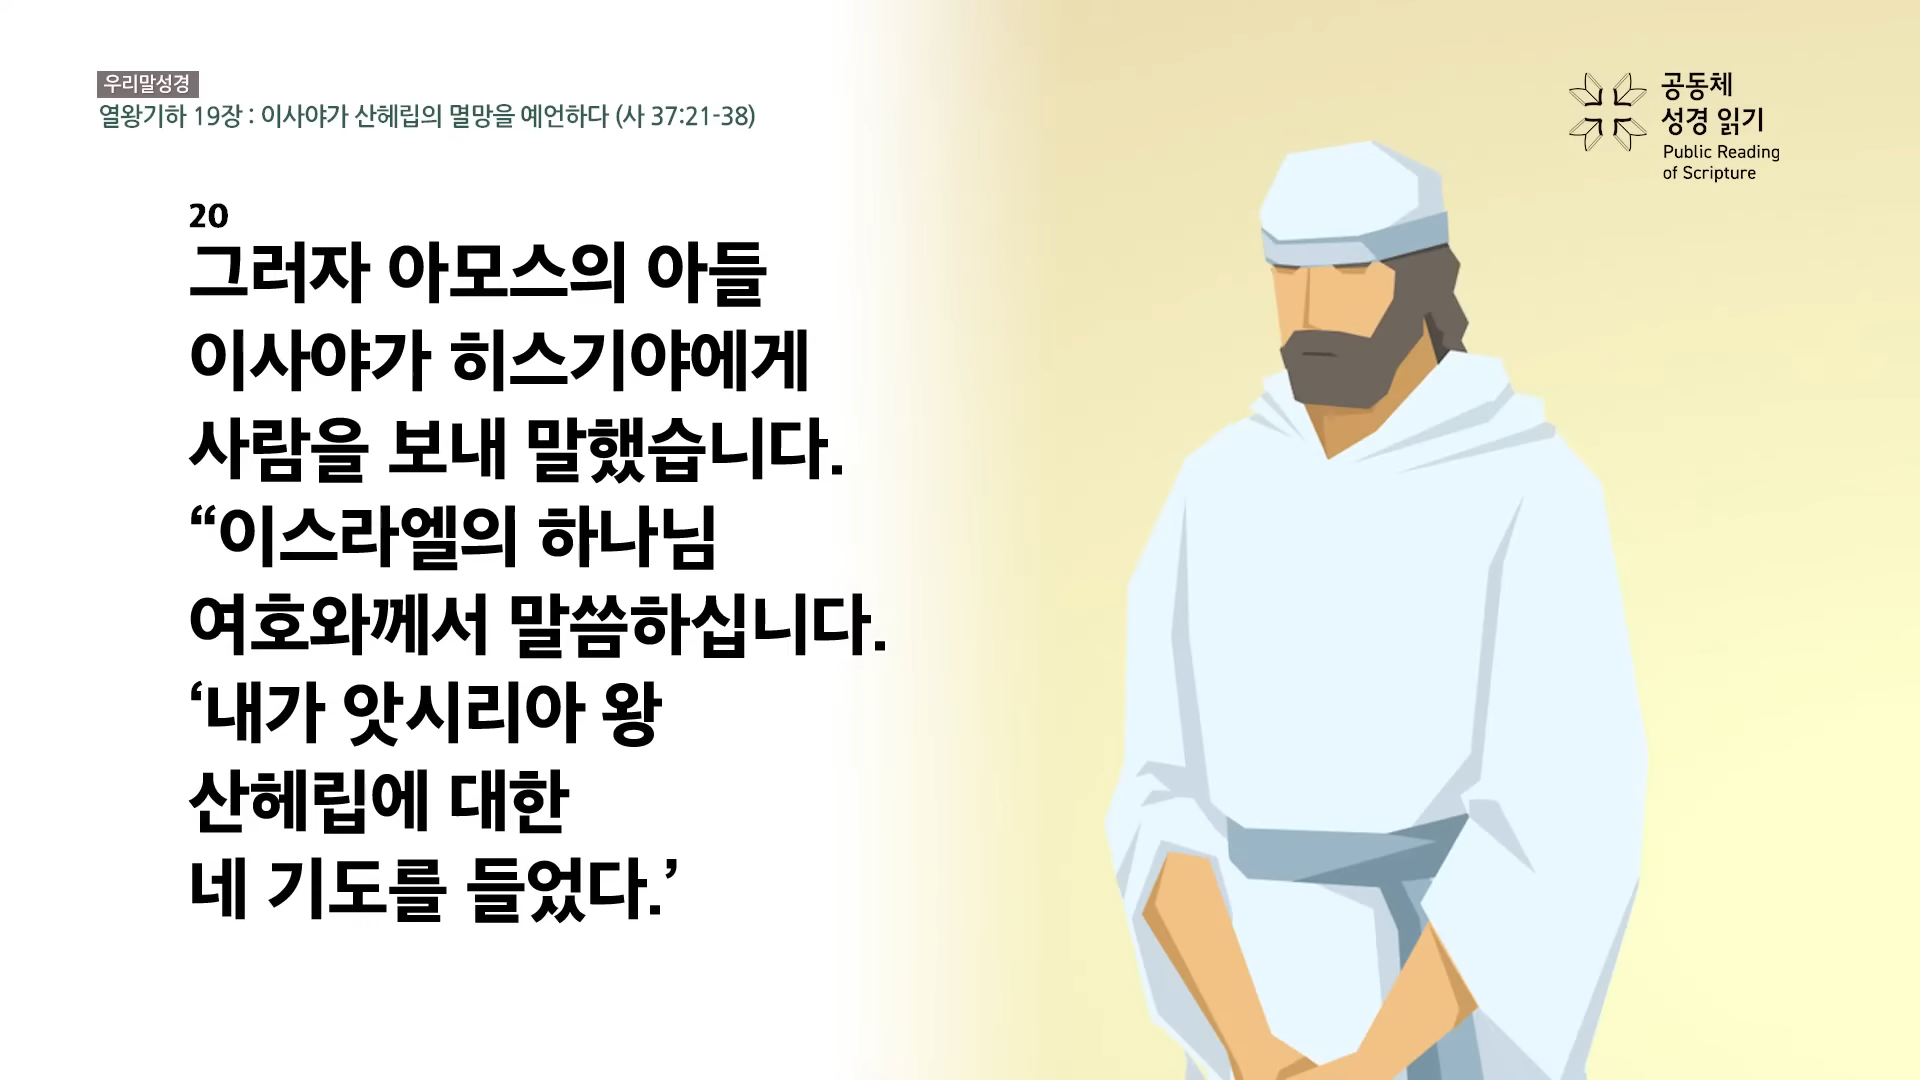 우리말성경
열왕기하 19장 : 이사야가 산헤립의 멸망을 예언하다 (사 37:21-38)
공동체
성경 읽기
Public Reading
of Scripture
20
그러자 아모스의 아들
이사야가 히스기야에게
사람을 보내 말했습니다.
“이스라엘의 하나님
여호와께서 말씀하십니다.
‘내가 앗시리아 왕
산헤립에 대한
네 기도를 들었다.’